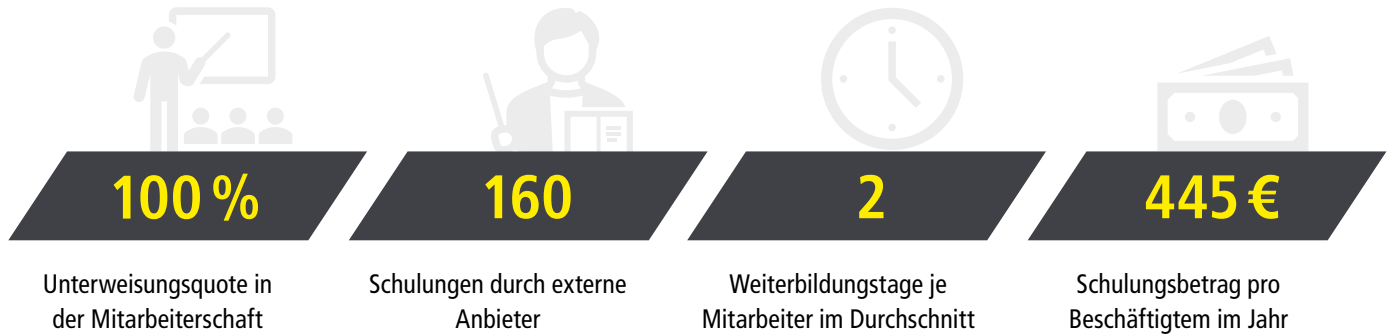 100 %
Unterweisungsquote in
der Mitarbeiterschaft
160
Schulungen durch externe
Anbieter
2
Weiterbildungstage je
Mitarbeiter im Durchschnitt
445 €
Schulungsbetrag pro
Beschäftigtem im Jahr